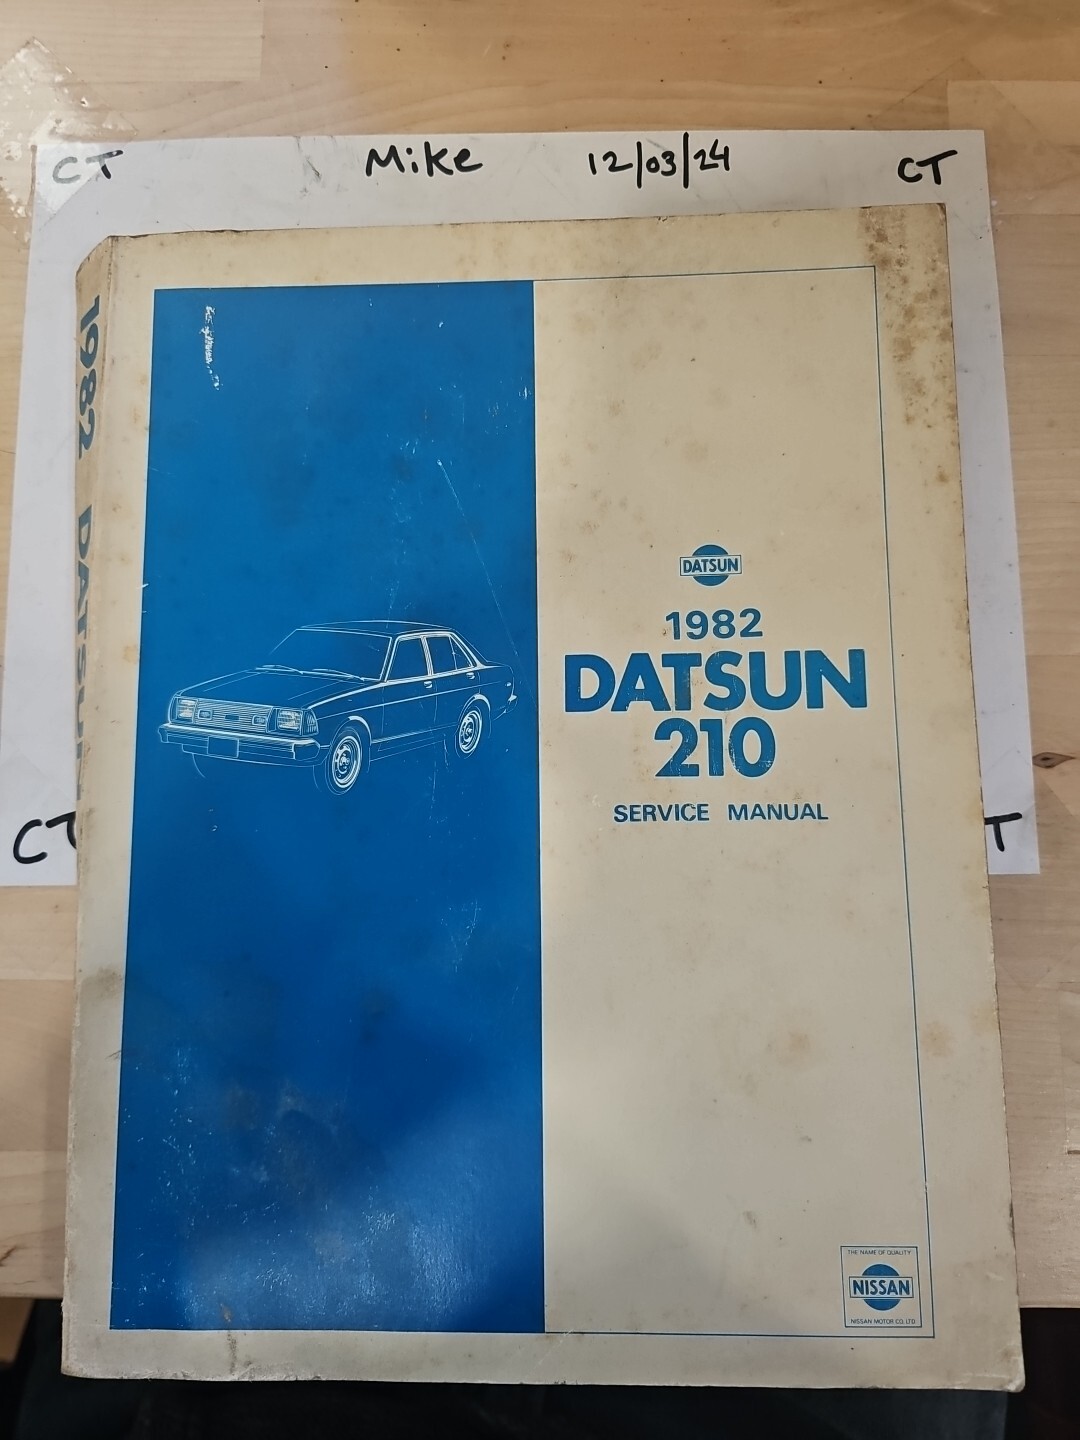 CT Mike 12/03/24 CT
1982 DATSUN
DATSUN
1982
DATSUN
210
SERVICE MANUAL
CT
T
THE NAME OF QUALITY
NISSAN
NISSAN MOTOR CO., LTD.